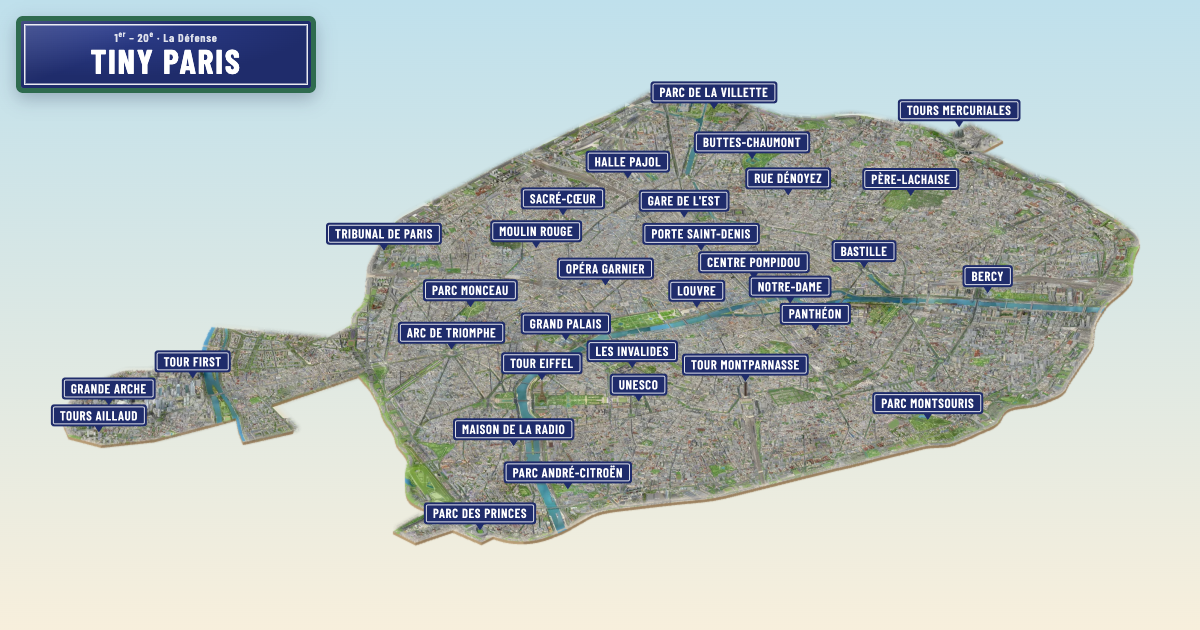 1er – 20e · La Défense
TINY PARIS
PARC DE LA VILLETTE
TOURS MERCURIALES
BUTTES-CHAUMONT
HALLE PAJOL
RUE DÉNOYEZ
PÈRE-LACHAISE
SACRÉ-CŒUR
GARE DE L'EST
TRIBUNAL DE PARIS
MOULIN ROUGE
PORTE SAINT-DENIS
BASTILLE
OPÉRA GARNIER
CENTRE POMPIDOU
BERCY
PARC MONCEAU
LOUVRE
NOTRE-DAME
PANTHÉON
ARC DE TRIOMPHE
GRAND PALAIS
LES INVALIDES
TOUR FIRST
TOUR EIFFEL
TOUR MONTPARNASSE
GRANDE ARCHE
UNESCO
TOURS AILLAUD
PARC MONTSOURIS
MAISON DE LA RADIO
PARC ANDRÉ-CITROËN
PARC DES PRINCES